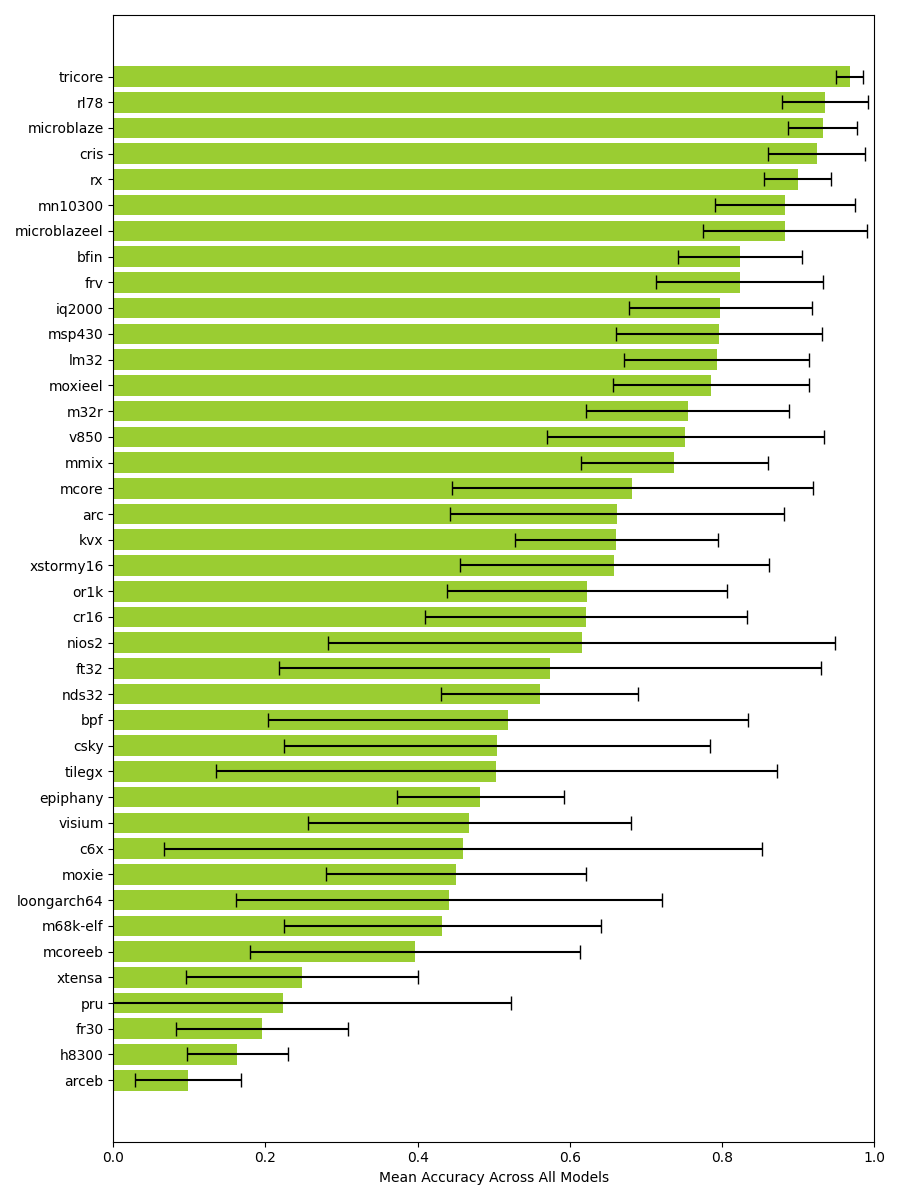 tricore
rl78
microblaze
cris
rx
mn10300
microblazeel
bfin
frv
iq2000
msp430
lm32
moxieel
m32r
v850
mmix
mcore
arc
kvx
xstormy16
or1k
cr16
nios2
ft32
nds32
bpf
csky
tilegx
epiphany
visium
c6x
moxie
loongarch64
m68k-elf
mcoreeb
xtensa
pru
fr30
h8300
arceb
0.0 0.2 0.4 0.6 0.8 1.0
Mean Accuracy Across All Models